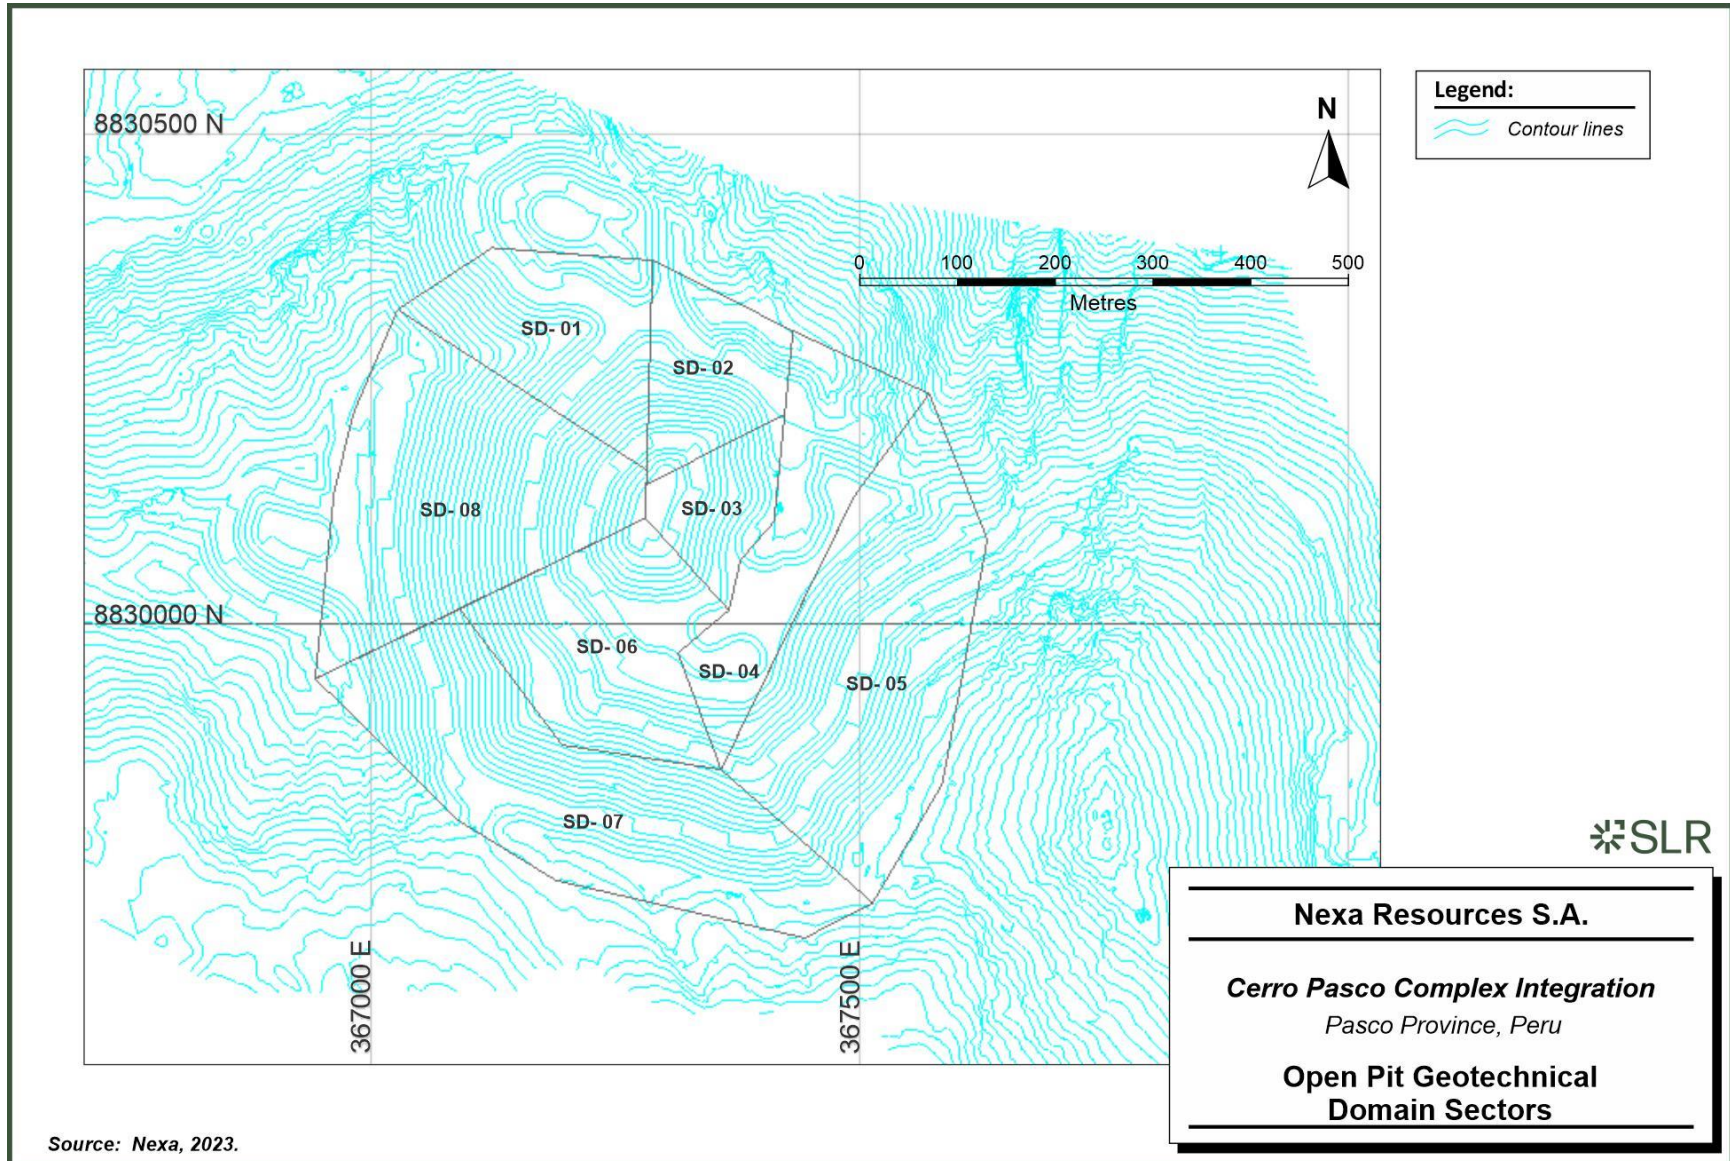 8830500 N
Legend:
Contour lines
N
0 100 200 300 400 500
Metres
SD- 01
SD- 02
SD- 03
SD- 08
8830000 N
SD- 06
SD- 04
SD- 05
SD- 07
367000 E
367500 E
SLR
Nexa Resources S.A.
Cerro Pasco Complex Integration
Pasco Province, Peru
Open Pit Geotechnical
Domain Sectors
Source: Nexa, 2023.